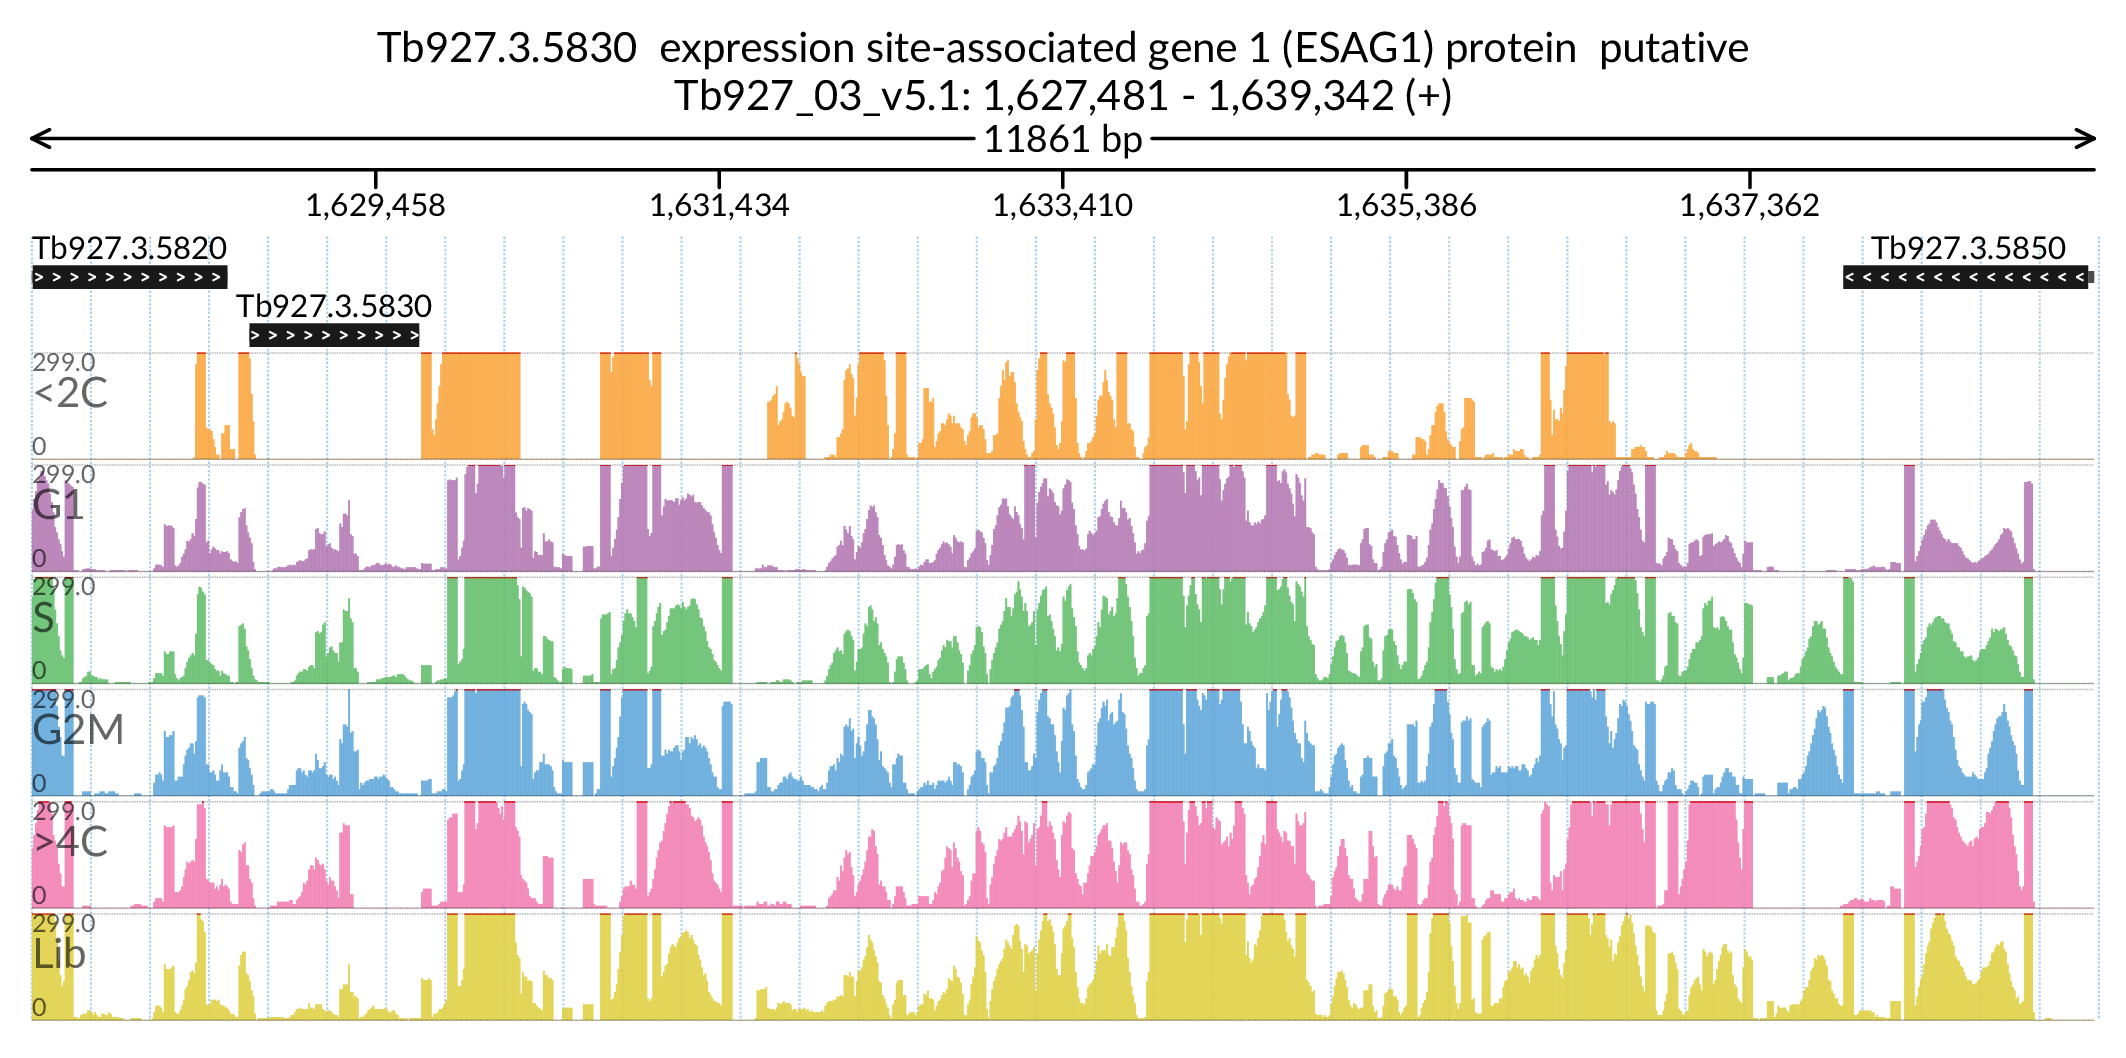 Tb927.3.5830  expression site-associated gene 1 (ESAG1) protein  putative
Tb927_03_v5.1: 1,627,481 - 1,639,342 (+)
11861 bp
1,629,458 1,631,434 1,633,410 1,635,386 1,637,362
Tb927.3.5820 Tb927.3.5850
Tb927.3.5830
299.0
<2C
0
299.0
G1
0
299.0
S
0
299.0
G2M
0
299.0
>4C
0
299.0
Lib
0